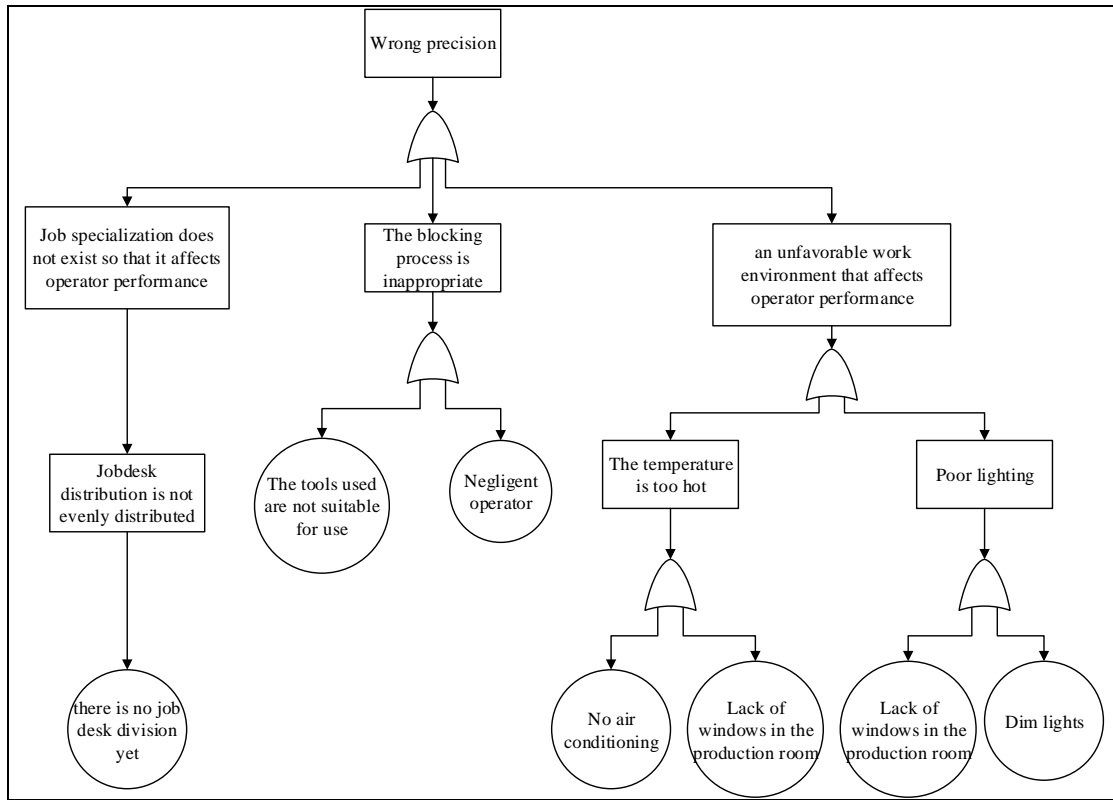 Wrong precision
Job specialization does
not exist so that it affects
operator performance
The blocking
process is
inappropriate
an unfavorable work
environment that affects
operator performance
Jobdesk
distribution is not
evenly distributed
The tools used
are not suitable
for use
Negligent
operator
The temperature
is too hot
Poor lighting
there is no job
desk division
yet
No air
conditioning
Lack of
windows in the
production room
Lack of
windows in the
production room
Dim lights